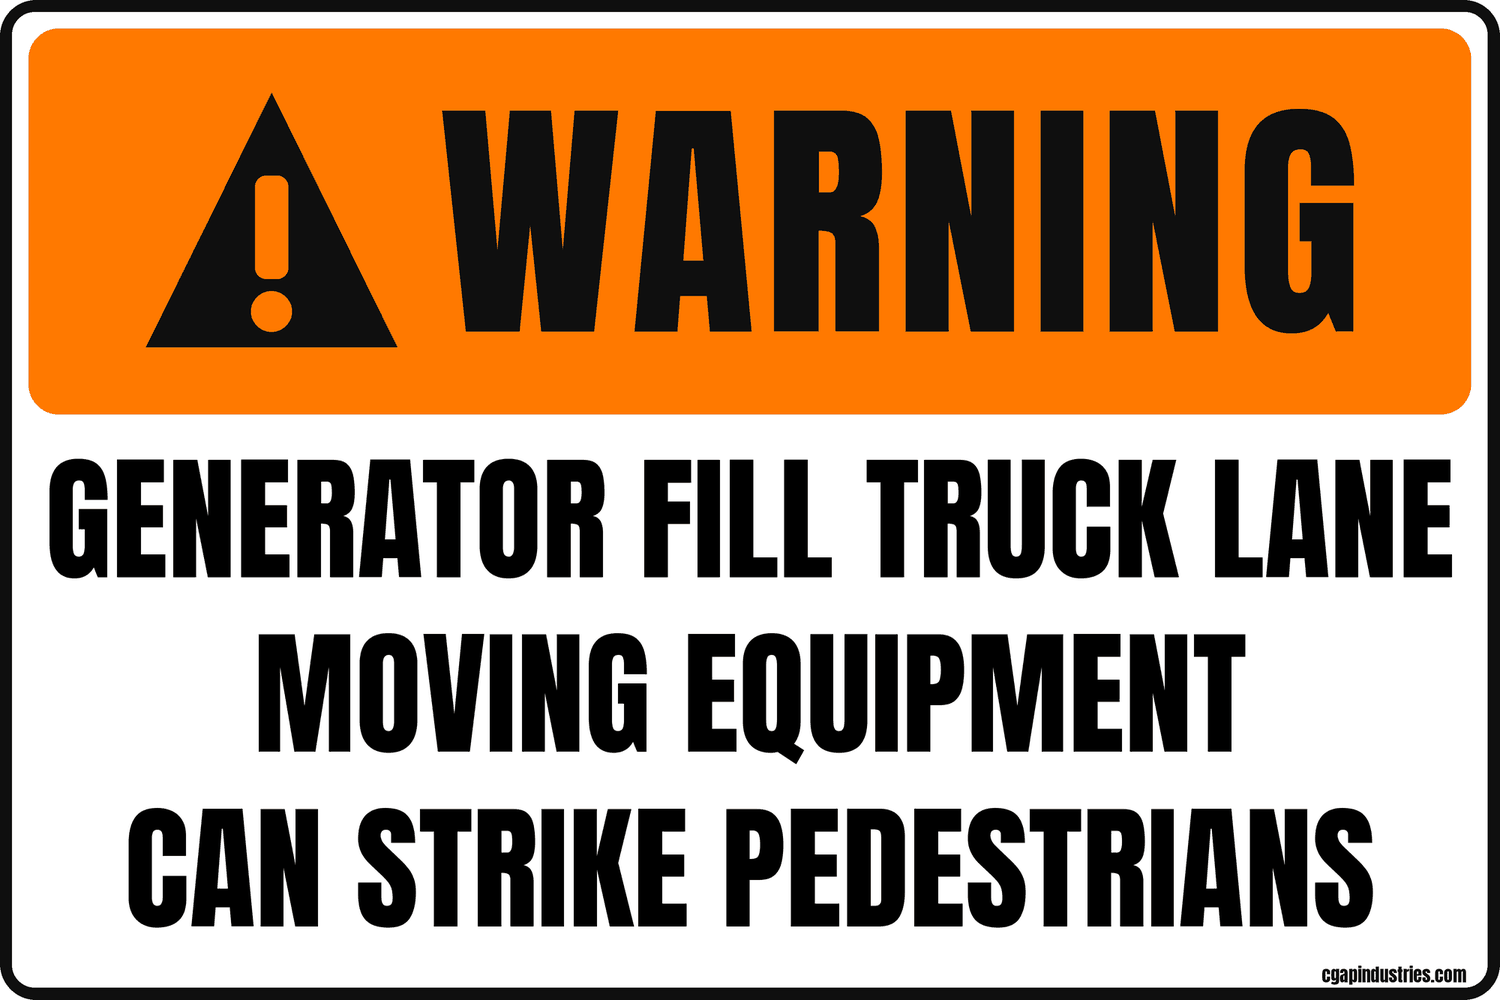 WARNING
GENERATOR FILL TRUCK LANE
MOVING EQUIPMENT
CAN STRIKE PEDESTRIANS
cgapindustries.com